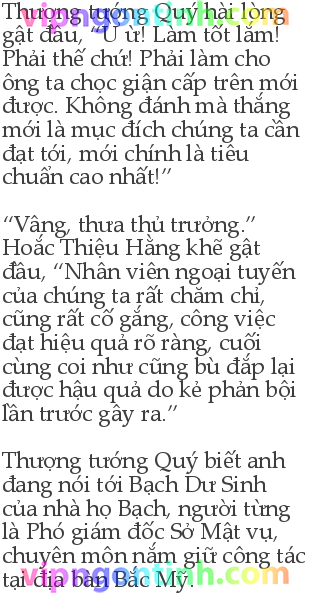 Thượng tướng Quý hài lòng
gật đầu, “Ừ ừ! Làm tốt lắm!
Phải thế chứ! Phải làm cho
ông ta chọc giận cấp trên mới
được. Không đánh mà thắng
mới là mục đích chúng ta cần
đạt tới, mới chính là tiêu
chuẩn cao nhất!”
“Vâng, thưa thủ trưởng.”
Hoắc Thiệu Hằng khẽ gật
đầu, “Nhân viên ngoại tuyến
của chúng ta rất chăm chỉ,
cũng rất cố gắng, công việc
đạt hiệu quả rõ ràng, cuối
cùng coi như cũng bù đắp lại
được hậu quả do kẻ phản bội
lần trước gây ra.”
Thượng tướng Quý biết anh
đang nói tới Bạch Dư Sinh
của nhà họ Bạch, người từng
là Phó giám đốc Sở Mật vụ,
chuyên môn nắm giữ công tác
tại địa bàn Bắc Mỹ.
vipngontinh.com
vipngontinh.com